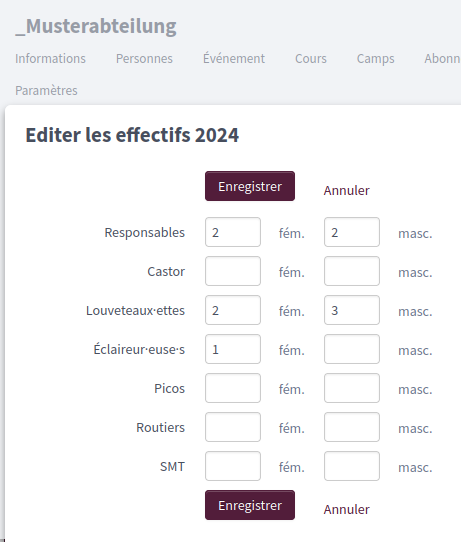 _Musterabteilung
Informations Personnes Événement Cours Camps Abonn
Paramètres
Editer les effectifs 2024
Enregistrer Annuler
Responsables 2 fém. 2 masc.
Castor fém. masc.
Louveteaux·ettes 2 fém. 3 masc.
Éclaireur·euse·s 1 fém. masc.
Picos fém. masc.
Routiers fém. masc.
SMT fém. masc.
Enregistrer Annuler